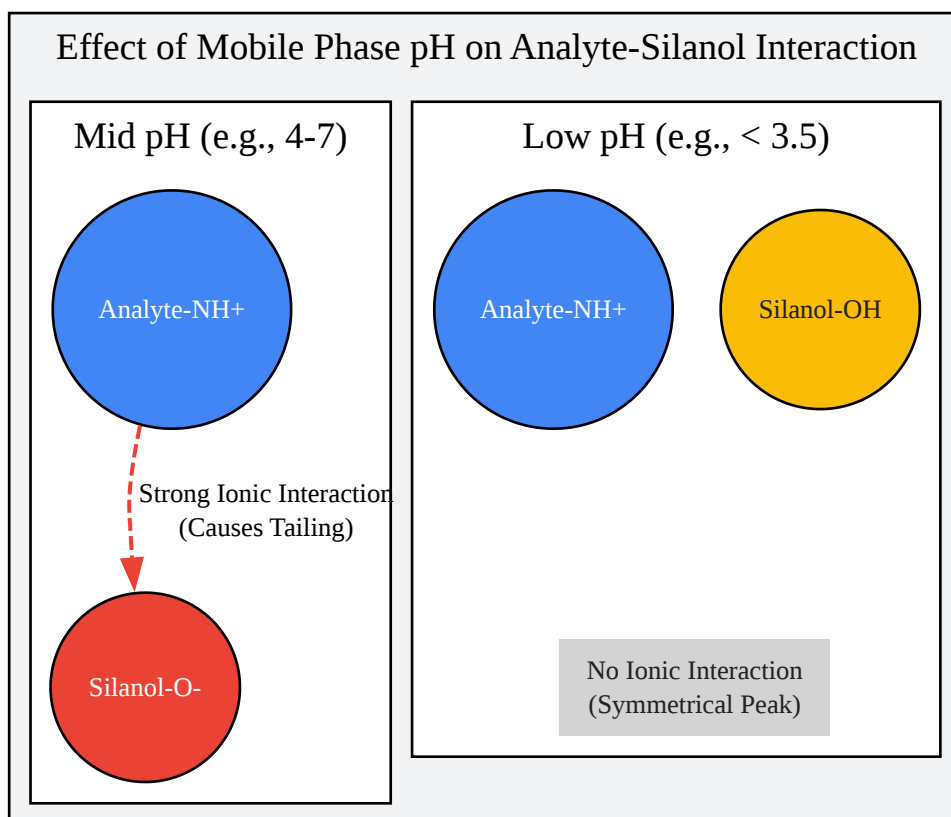 Effect of Mobile Phase pH on Analyte-Silanol Interaction
Mid pH (e.g., 4-7)
Analyte-NH+
Strong Ionic Interaction
(Causes Tailing)
Silanol-O-
Low pH (e.g., < 3.5)
Analyte-NH+
Silanol-OH
No Ionic Interaction
(Symmetrical Peak)